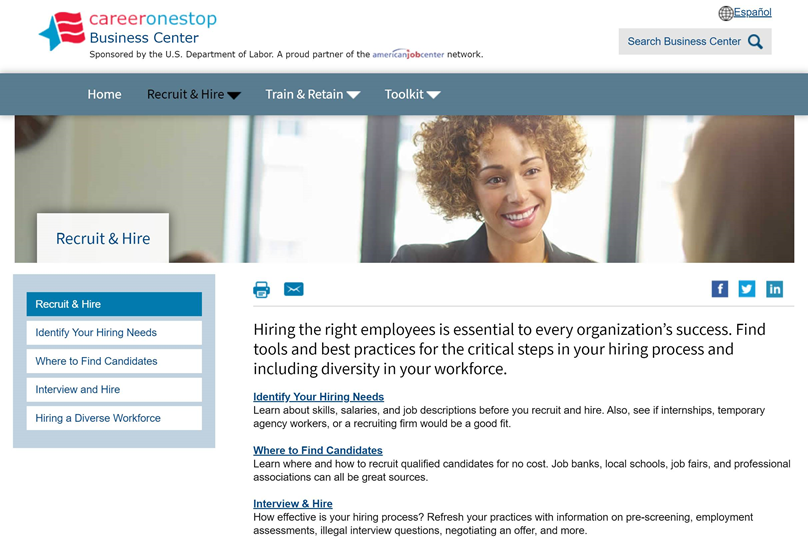 careeronestop
Business Center
Sponsored by the U.S. Department of Labor. A proud partner of the americanjobcenter network.
Español
Search Business Center
Home
Recruit & Hire
Train & Retain
Toolkit
Recruit & Hire
Recruit & Hire
Identify Your Hiring Needs
Where to Find Candidates
Interview and Hire
Hiring a Diverse Workforce
f
in
Hiring the right employees is essential to every organization's success. Find
tools and best practices for the critical steps in your hiring process and
including diversity in your workforce.
Identify Your Hiring Needs
Learn about skills, salaries, and job descriptions before you recruit and hire. Also, see if internships, temporary
agency workers, or a recruiting firm would be a good fit.
Where to Find Candidates
Learn where and how to recruit qualified candidates for no cost. Job banks, local schools, job fairs, and professional
associations can all be great sources.
Interview & Hire
How effective is your hiring process? Refresh your practices with information on pre-screening, employment
assessments, illegal interview questions, negotiating an offer, and more.